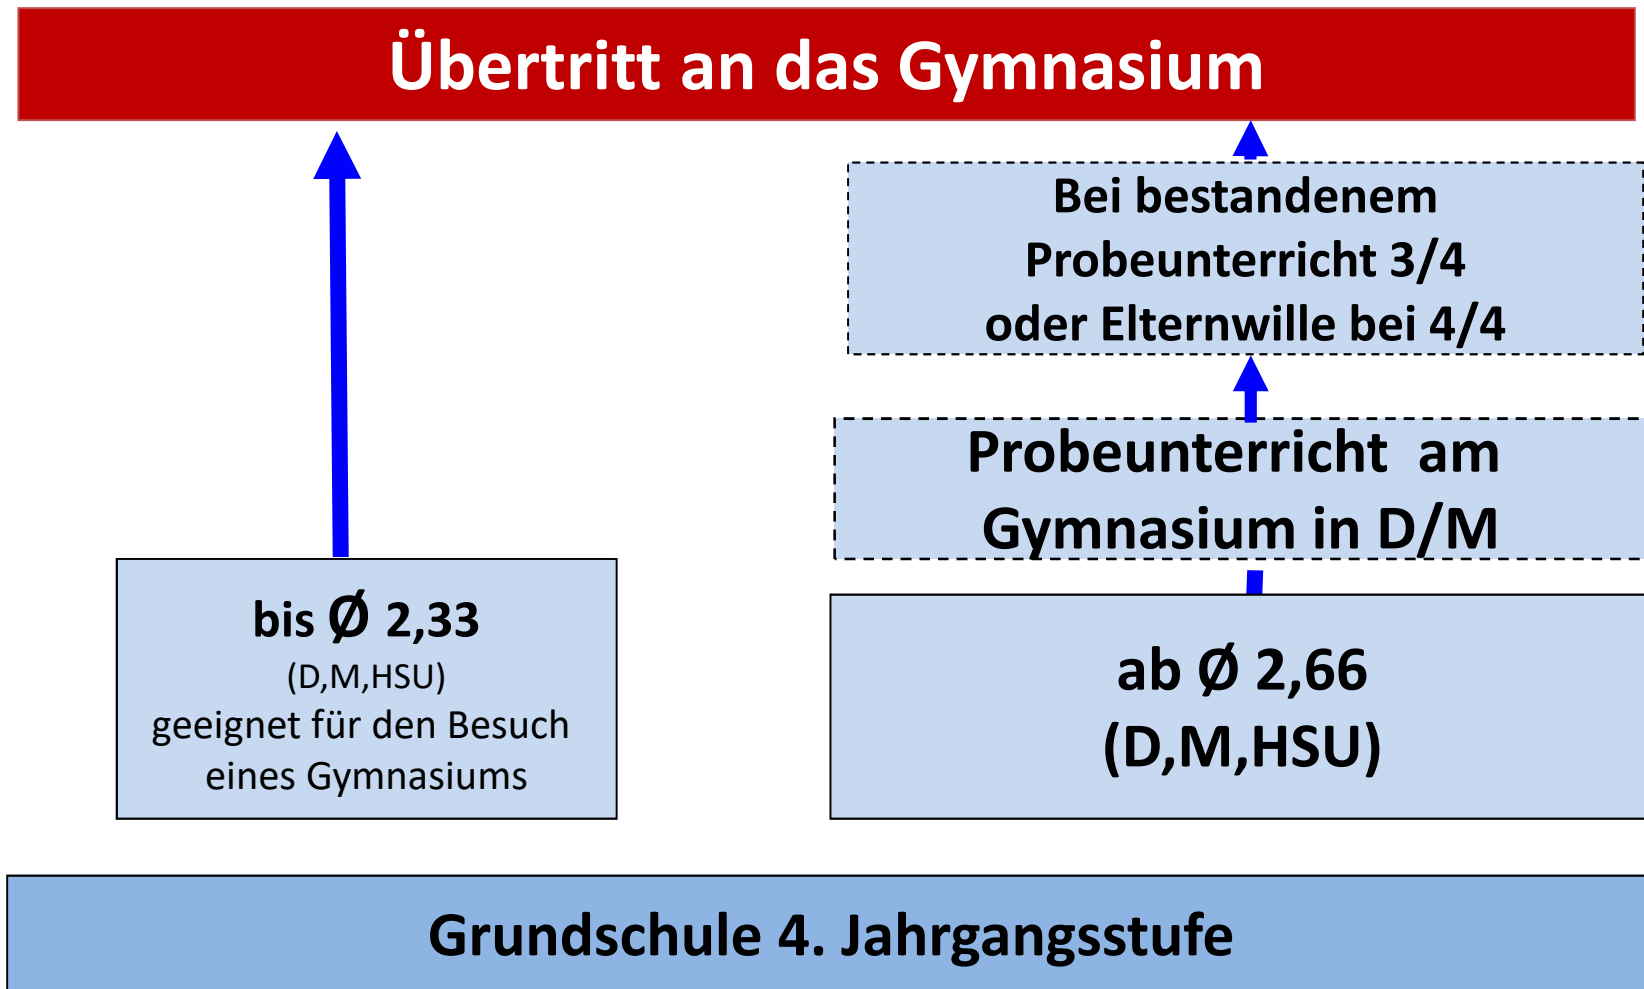 Übertritt an das Gymnasium
Bei bestandenem
Probeunterricht 3/4
oder Elternwille bei 4/4
Probeunterricht am
Gymnasium in D/M
bis Ø 2,33
(D,M,HSU)
geeignet für den Besuch
eines Gymnasiums
ab Ø 2,66
(D,M,HSU)
Grundschule 4. Jahrgangsstufe